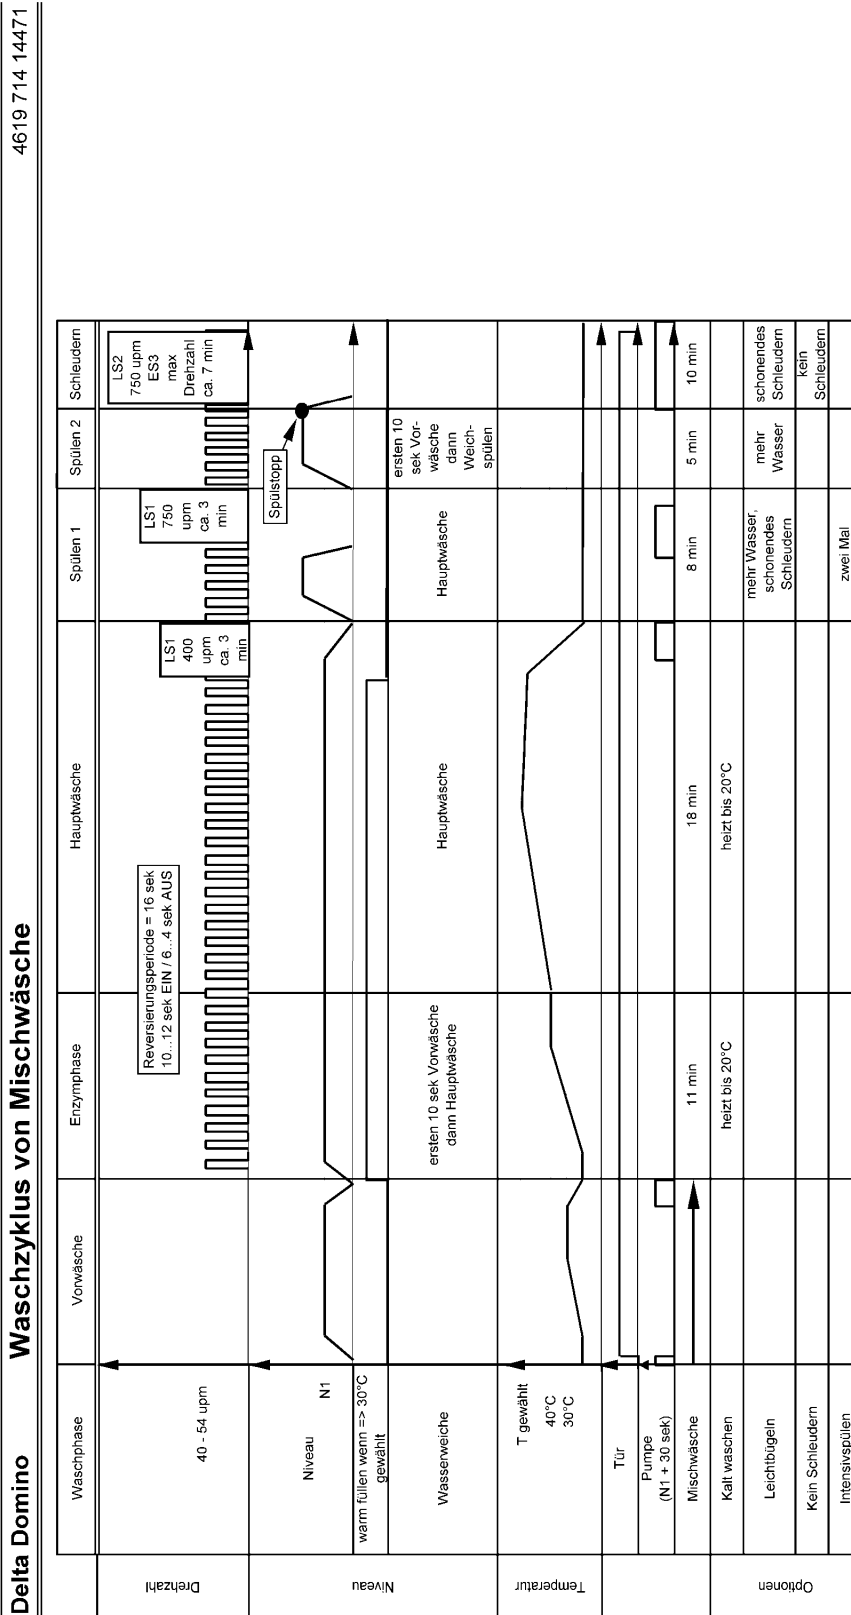 Delta Domino Waschzyklus von Mischwäsche 4619 714 14471
Waschphase Vorwäsche Enzymphase Hauptwäsche Spülen 1 Spülen 2 Schleudern
Drehzahl
40 - 54 upm
Reversierungsperiode = 16 sek
10...12 sek EIN / 6...4 sek AUS
LS1
400
upm
ca. 3
min
LS1
750
upm
ca. 3
min
LS2
750 upm
ES3
max
Drehzahl
ca. 7 min
Niveau
Niveau
N1
Spülstopp
warm füllen wenn => 30°C
gewählt
Wasserweiche
ersten 10 sek Vorwäsche
dann Hauptwäsche
Hauptwäsche
Hauptwäsche
ersten 10
sek Vor-
wäsche
dann
Weich-
spülen
Temperatur
T gewählt
40°C
30°C
Tür
Pumpe
(N1 + 30 sek)
Mischwäsche 11 min 18 min 8 min 5 min 10 min
Optionen
Kalt waschen heizt bis 20°C heizt bis 20°C
Leichtbügeln
mehr Wasser,
schonendes
Schleudern
mehr
Wasser
schonendes
Schleudern
Kein Schleudern
kein
Schleudern
Intensivspülen zwei Mal